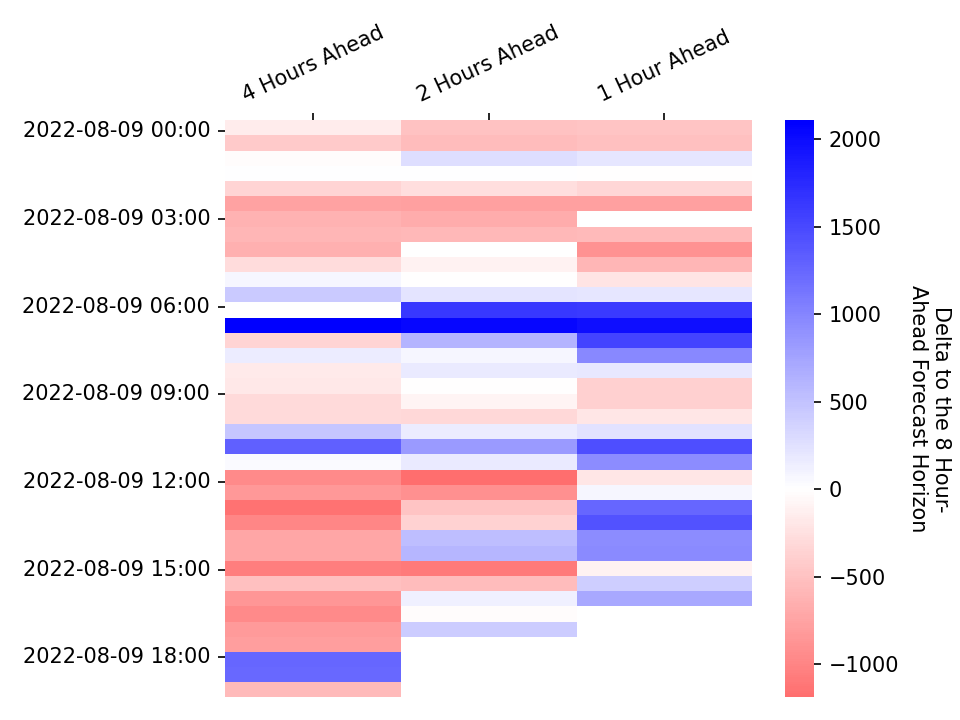 4 Hours Ahead
2 Hours Ahead
1 Hour Ahead
2022-08-09 00:00
2022-08-09 03:00
2022-08-09 06:00
2022-08-09 09:00
2022-08-09 12:00
2022-08-09 15:00
2022-08-09 18:00
2000
1500
1000
500
0
−500
−1000
Delta to the 8 Hour-
Ahead Forecast Horizon